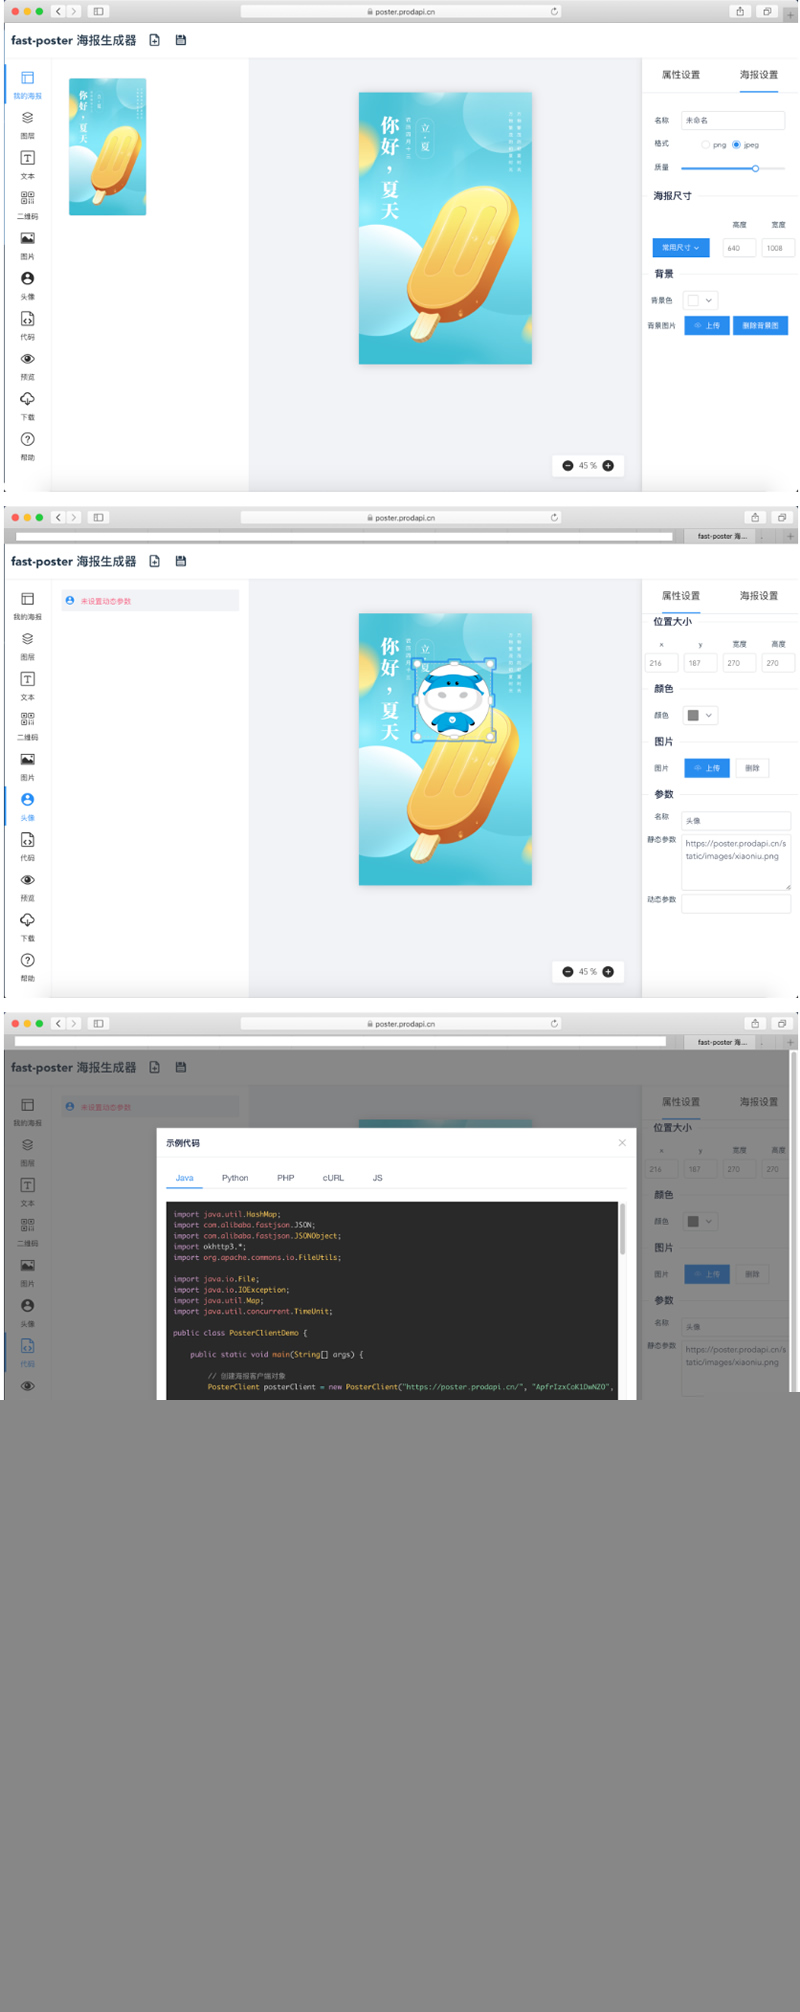 poster.prodapi.cn
fast-poster 海报生成器
我的海报
图层
文本
二维码
图片
头像
代码
预览
下载
帮助
你好，夏天
立·夏
你好，夏天
立·夏
45 %
属性设置 海报设置
名称 未命名
格式 png jpeg
质量
海报尺寸
高度 宽度
常用尺寸 640 1008
背景
背景色
背景图片 上传 删除背景图
poster.prodapi.cn
fast-poster 海...
fast-poster 海报生成器
我的海报
图层
文本
二维码
图片
头像
代码
预览
下载
帮助
未设置动态参数
你好，夏天
立·夏
45 %
属性设置 海报设置
位置大小
x y 宽度 高度
216 187 270 270
颜色
颜色
图片
图片 上传 删除
参数
名称 头像
静态参数 https://poster.prodapi.cn/s
tatic/images/xiaoniu.png
动态参数
poster.prodapi.cn
fast-poster 海...
fast-poster 海报生成器
我的海报
图层
文本
二维码
图片
头像
代码
未设置动态参数
示例代码
Java Python PHP cURL JS
import java.util.HashMap;
import com.alibaba.fastjson.JSON;
import com.alibaba.fastjson.JSONObject;
import okhttp3.*;
import org.apache.commons.io.FileUtils;
import java.io.File;
import java.io.IOException;
import java.util.Map;
import java.util.concurrent.TimeUnit;
public class PosterClientDemo {
public static void main(String[] args) {
// 创建海报客户端对象
PosterClient posterClient = new PosterClient("https://poster.prodapi.cn/", "ApfrIzxCoK1DwNZO",
属性设置 海报设置
位置大小
x y 宽度 高度
216 187 270 270
颜色
颜色
图片
图片 上传 删除
参数
名称 头像
静态参数 https://poster.prodapi.cn/s
tatic/images/xiaoniu.png